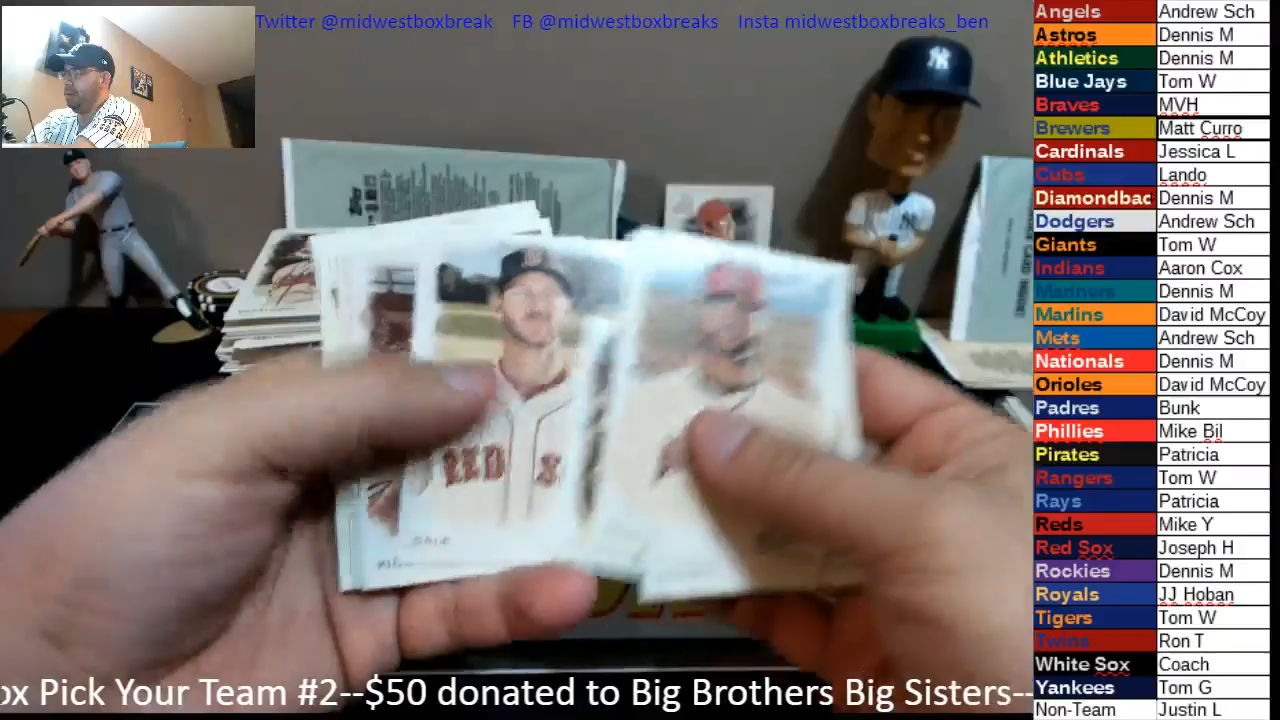 Twitter @midwestboxbreak FB @midwestboxbreaks Insta midwestboxbreaks_ben
Angels Andrew Sch
Astros Dennis M
Athletics Dennis M
Blue Jays Tom W
Braves MVH
Brewers Matt Curro
Cardinals Jessica L
Cubs Lando
Diamondbac Dennis M
Dodgers Andrew Sch
Giants Tom W
Indians Aaron Cox
Mariners Dennis M
Marlins David McCoy
Mets Andrew Sch
Nationals Dennis M
Orioles David McCoy
Padres Bunk
Phillies Mike Bil
Pirates Patricia
Rangers Tom W
Rays Patricia
Reds Mike Y
Red Sox Joseph H
Rockies Dennis M
Royals JJ Hoban
Tigers Tom W
Twins Ron T
White Sox Coach
Yankees Tom G
Non-Team Justin L
RED
SALE
ox Pick Your Team #2--$50 donated to Big Brothers Big Sisters--